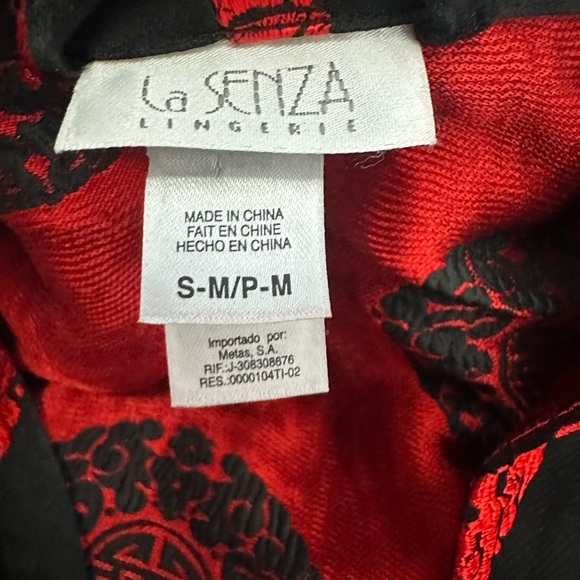 La SENZA
LINGERIE
MADE IN CHINA
FAIT EN CHINE
HECHO EN CHINA
S-M/P-M
Importado por:
Metas, S.A.
RIF.:J-308308676
RES.:0000104TI-02